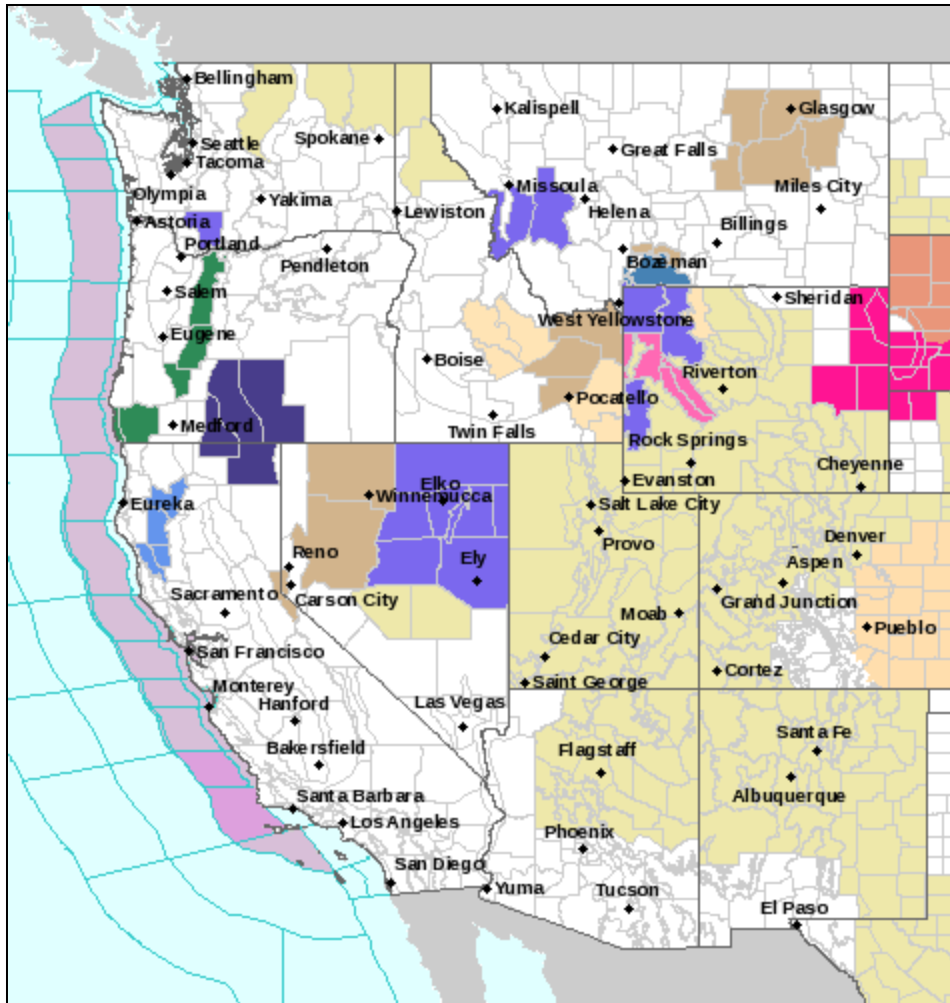 Bellingham
Kalispell
Glasgow
Seattle
Spokane
Great Falls
Tacoma
Olympia
Missoula
Miles City
Yakima
Lewiston
Helena
Astoria
Billings
Portland
Pendleton
Bozeman
Salem
Sheridan
West Yellowstone
Eugene
Boise
Riverton
Pocatello
Medford
Twin Falls
Rock Springs
Cheyenne
Elko
Evanston
Winnemucca
Eureka
Salt Lake City
Reno
Provo
Denver
Ely
Aspen
Sacramento
Carson City
Grand Junction
Moab
Pueblo
Cedar City
San Francisco
Cortez
Saint George
Monterey
Hanford
Las Vegas
Santa Fe
Bakersfield
Flagstaff
Santa Barbara
Albuquerque
Los Angeles
Phoenix
San Diego
Yuma
Tucson
El Paso